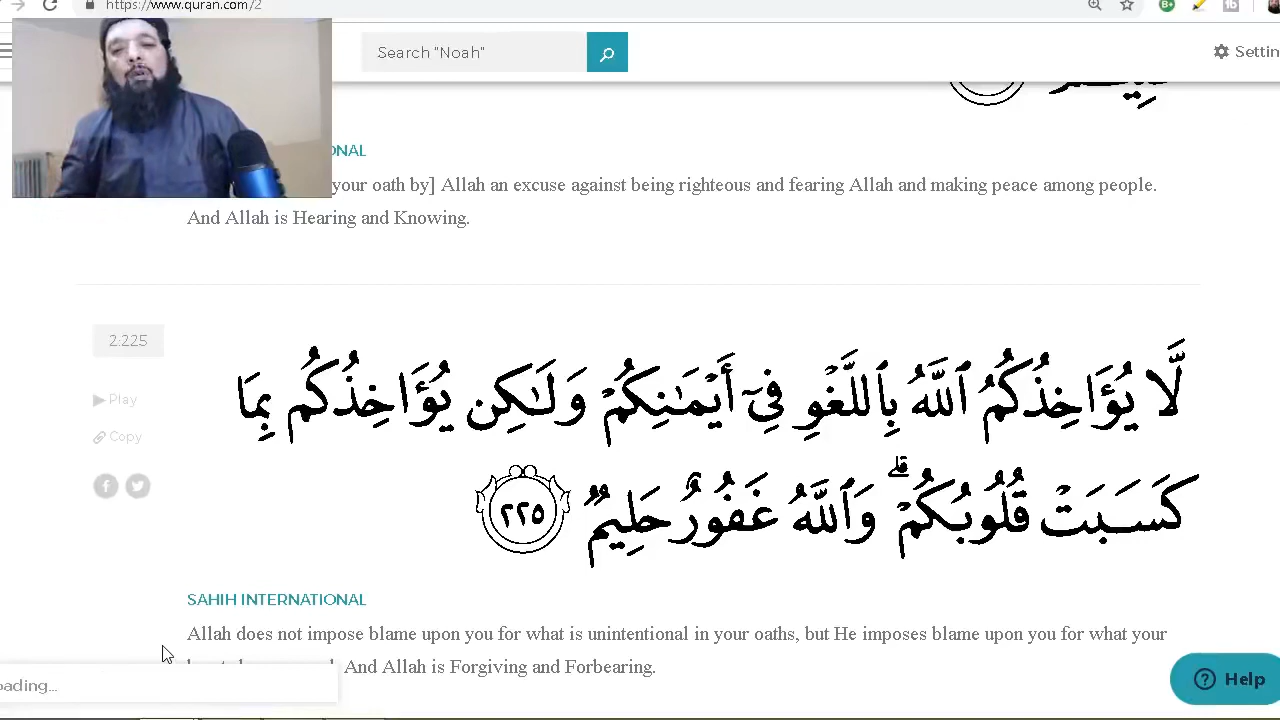 https://www.quran.com/2
Search "Noah"
your oath by] Allah an excuse against being righteous and fearing Allah and making peace among people.
And Allah is Hearing and Knowing.
2:225
Play
Copy
لَّا يُؤَاخِذُكُمُ ٱللَّهُ بِٱللَّغْوِ فِىٓ أَيْمَـٰنِكُمْ وَلَـٰكِن يُؤَاخِذُكُم بِمَا
كَسَبَتْ قُلُوبُكُمْ ۗ وَٱللَّهُ غَفُورٌ حَلِيمٌ ٢٢٥
SAHIH INTERNATIONAL
Allah does not impose blame upon you for what is unintentional in your oaths, but He imposes blame upon you for what your
And Allah is Forgiving and Forbearing.
Help